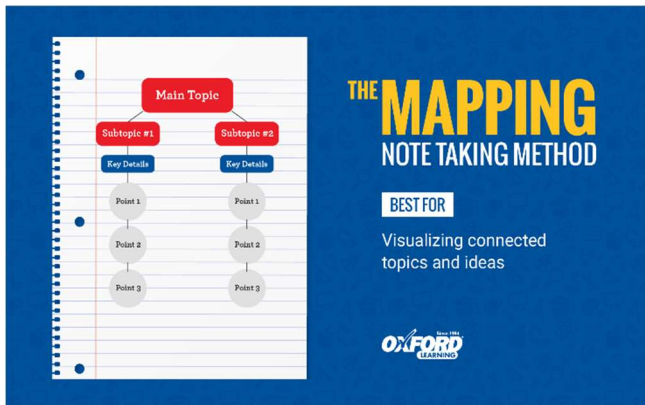 Main Topic
Subtopic #1 Subtopic #2
Key Details Key Details
Point 1 Point 1
Point 2 Point 2
Point 3 Point 3
THE MAPPING
NOTE TAKING METHOD
BEST FOR
Visualizing connected
topics and ideas
Since 1984
OXFORD
LEARNING